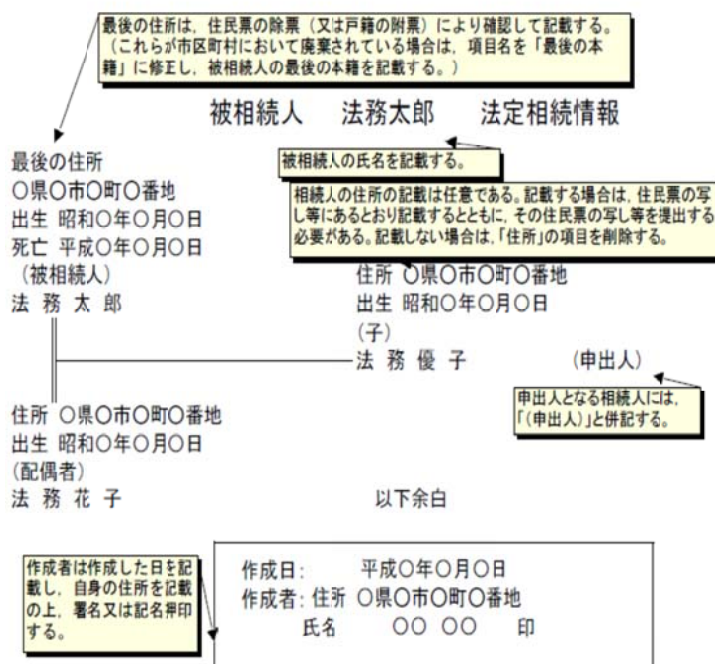 最後の住所は，住民票の除票（又は戸籍の附票）により確認して記載する。
（これらが市区町村において廃棄されている場合は，項目名を「最後の本
籍」に修正し，被相続人の最後の本籍を記載する。）
被相続人　法務太郎　法定相続情報
最後の住所
○県○市○町○番地
出生 昭和○年○月○日
死亡 平成○年○月○日
（被相続人）
法 務 太 郎
被相続人の氏名を記載する。
相続人の住所の記載は任意である。記載する場合は，住民票の写
し等にあるとおり記載するとともに，その住民票の写し等を提出する
必要がある。記載しない場合は，「住所」の項目を削除する。
住所 ○県○市○町○番地
出生 昭和○年○月○日
(子)
法 務 優 子　（申出人）
申出人となる相続人には，
「（申出人）」と併記する。
住所 ○県○市○町○番地
出生 昭和○年○月○日
(配偶者)
法 務 花 子
以下余白
作成者は作成した日を記
載し，自身の住所を記載
の上，署名又は記名押印
する。
作成日：　平成○年○月○日
作成者：住所 ○県○市○町○番地
氏名　○○ ○○　印